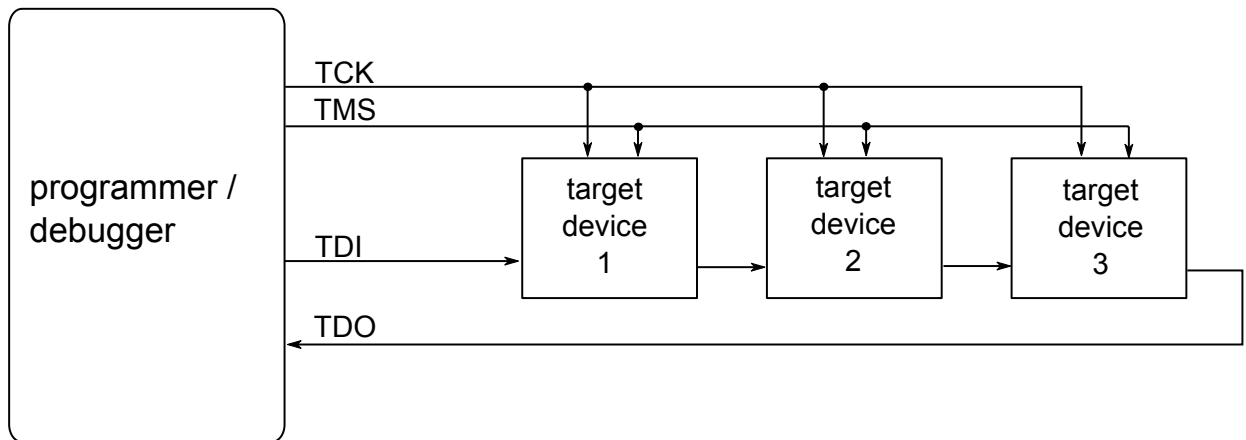 programmer /
debugger
TCK
TMS
TDI
TDO
target
device
1
target
device
2
target
device
3